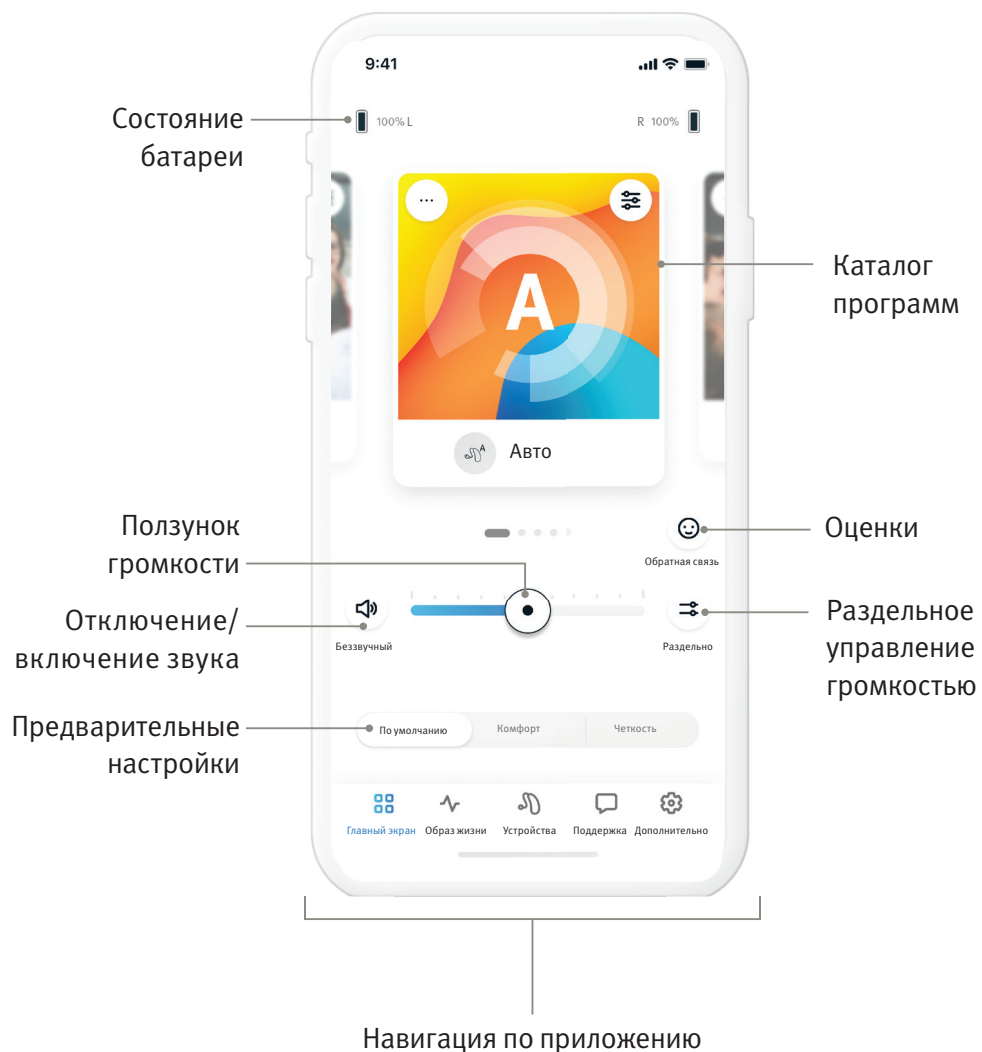 9:41
Состояние
батареи
100% L
R 100%
...
A
Каталог
программ
A
Авто
Ползунок
громкости
Оценки
Обратная связь
Отключение/
включение звука
Беззвучный
Раздельно
Раздельное
управление
громкостью
Предварительные
настройки
По умолчанию
Комфорт
Четкость
Главный экран
Образ жизни
Устройства
Поддержка
Дополнительно
Навигация по приложению